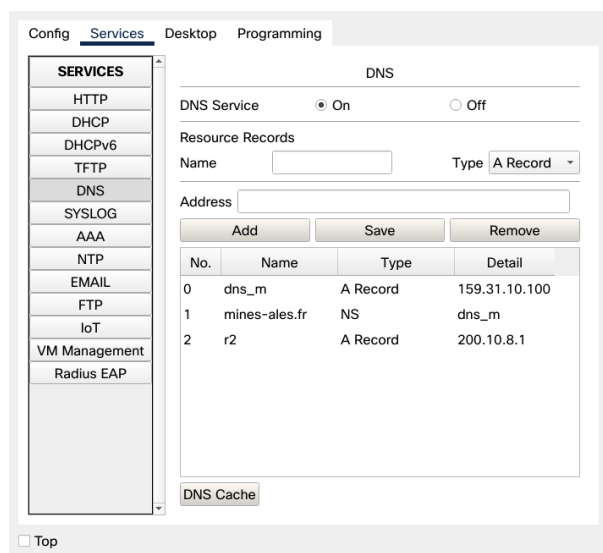 Config Services Desktop Programming
SERVICES
HTTP
DHCP
DHCPv6
TFTP
DNS
SYSLOG
AAA
NTP
EMAIL
FTP
IoT
VM Management
Radius EAP
DNS
DNS Service On Off
Resource Records
Name Type A Record
Address
Add Save Remove
No. Name Type Detail
0 dns_m A Record 159.31.10.100
1 mines-ales.fr NS dns_m
2 r2 A Record 200.10.8.1
DNS Cache
Top